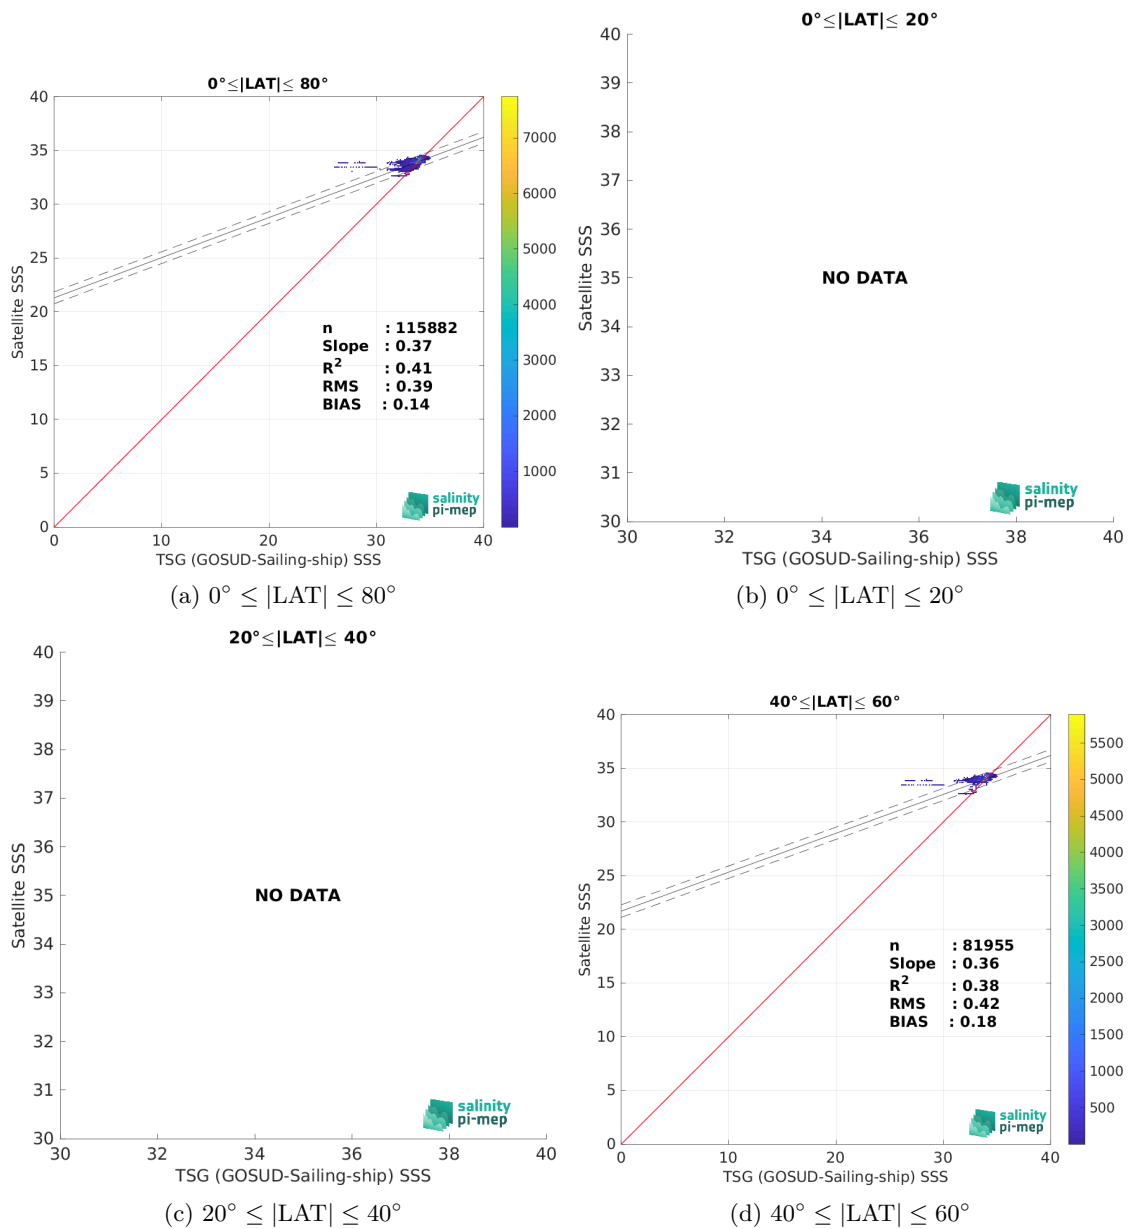 0°≤|LAT|≤ 80°
40
35
30
25
20
15
10
5
0
0
10
20
30
40
Satellite SSS
TSG (GOSUD-Sailing-ship) SSS
n : 115882
Slope : 0.37
R² : 0.41
RMS : 0.39
BIAS : 0.14
salinity
pi-mep
7000
6000
5000
4000
3000
2000
1000
(a) 0° ≤ |LAT| ≤ 80°
0°≤|LAT|≤ 20°
40
39
38
37
36
35
34
33
32
31
30
30
32
34
36
38
40
Satellite SSS
TSG (GOSUD-Sailing-ship) SSS
NO DATA
salinity
pi-mep
(b) 0° ≤ |LAT| ≤ 20°
20°≤|LAT|≤ 40°
40
39
38
37
36
35
34
33
32
31
30
30
32
34
36
38
40
Satellite SSS
TSG (GOSUD-Sailing-ship) SSS
NO DATA
salinity
pi-mep
(c) 20° ≤ |LAT| ≤ 40°
40°≤|LAT|≤ 60°
40
35
30
25
20
15
10
5
0
0
10
20
30
40
Satellite SSS
TSG (GOSUD-Sailing-ship) SSS
n : 81955
Slope : 0.36
R² : 0.38
RMS : 0.42
BIAS : 0.18
salinity
pi-mep
5500
5000
4500
4000
3500
3000
2500
2000
1500
1000
500
(d) 40° ≤ |LAT| ≤ 60°